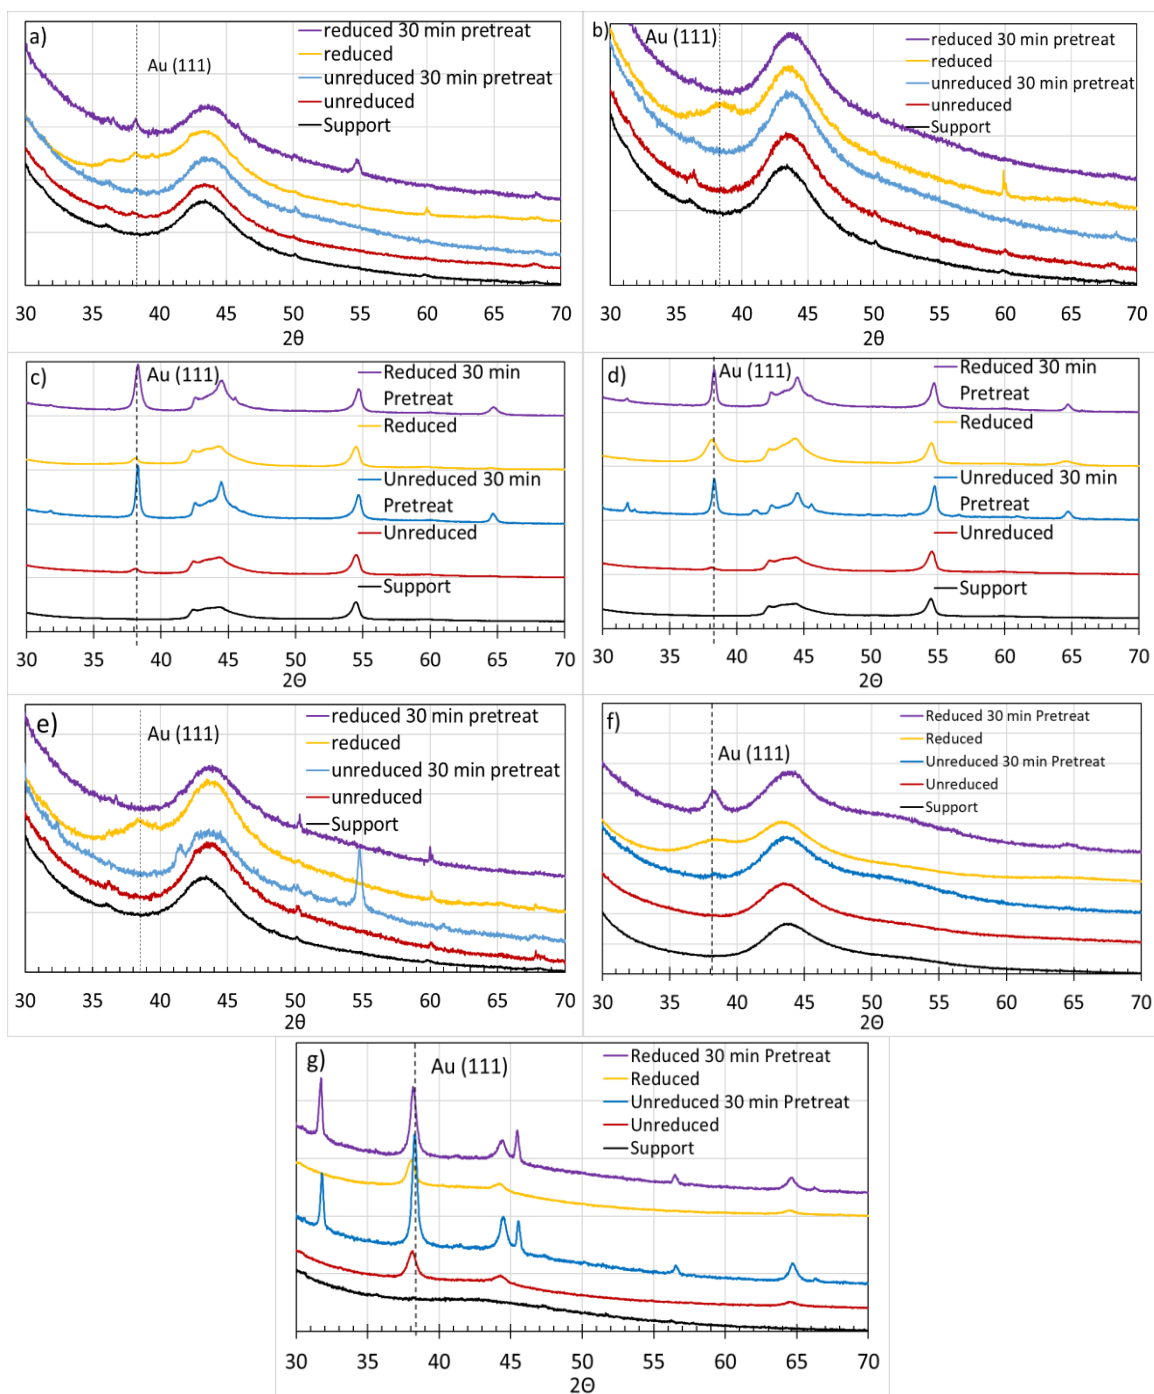 a)
reduced 30 min pretreat
reduced
unreduced 30 min pretreat
unreduced
Support
Au (111)
30 35 40 45 50 55 60 65 70
2θ
b)
Au (111)
reduced 30 min pretreat
reduced
unreduced 30 min pretreat
unreduced
Support
30 35 40 45 50 55 60 65 70
2θ
c)
Au (111)
Reduced 30 min
Pretreat
Reduced
Unreduced 30 min
Pretreat
Unreduced
Support
30 35 40 45 50 55 60 65 70
2Θ
d)
Au (111)
Reduced 30 min
Pretreat
Reduced
Unreduced 30 min
Pretreat
Unreduced
Support
30 35 40 45 50 55 60 65 70
2Θ
e)
Au (111)
reduced 30 min pretreat
reduced
unreduced 30 min pretreat
unreduced
Support
30 35 40 45 50 55 60 65 70
2θ
f)
Au (111)
Reduced 30 min Pretreat
Reduced
Unreduced 30 min Pretreat
Unreduced
Support
30 35 40 45 50 55 60 65 70
2Θ
g)
Au (111)
Reduced 30 min Pretreat
Reduced
Unreduced 30 min Pretreat
Unreduced
Support
30 35 40 45 50 55 60 65 70
2Θ